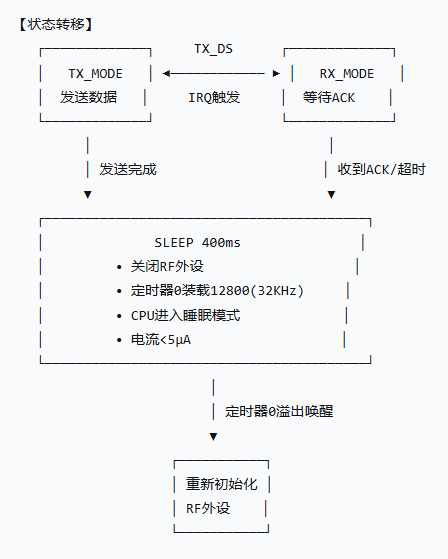 【状态转移】
TX_DS
TX_MODE RX_MODE
发送数据 IRQ触发 等待ACK
发送完成 收到ACK/超时
SLEEP 400ms
• 关闭RF外设
• 定时器0装载12800(32KHz)
• CPU进入睡眠模式
• 电流<5μA
定时器0溢出唤醒
重新初始化
RF外设